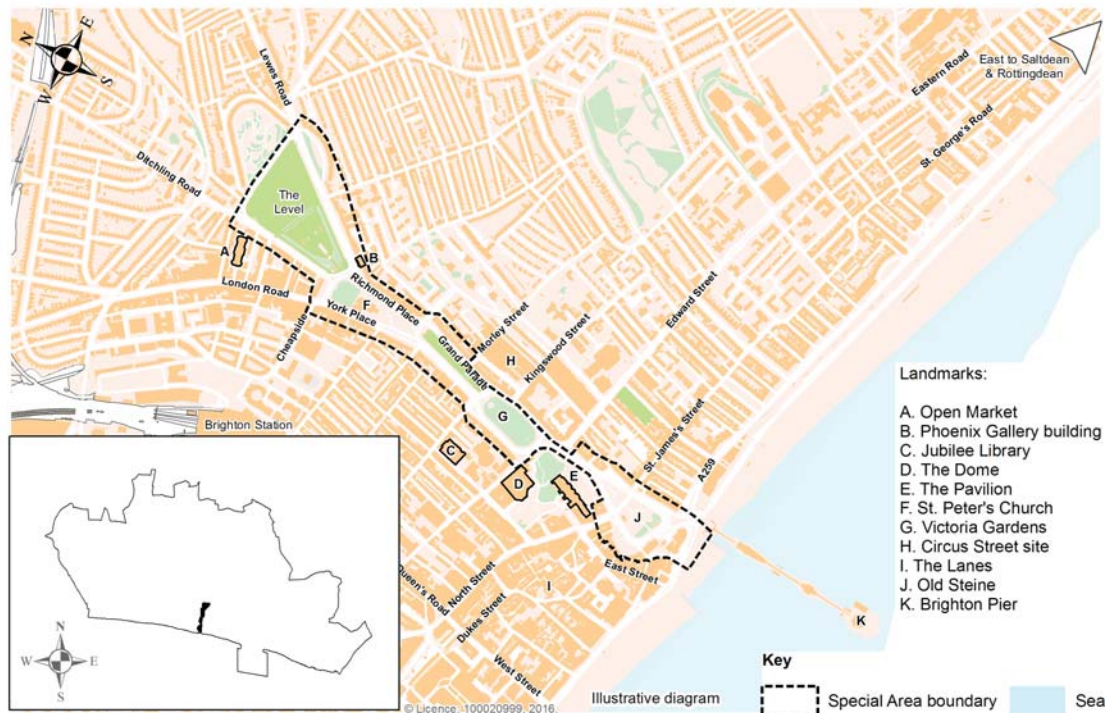 N
E
S
W
East to Saltdean
& Rottingdean
Eastern Road
St. George's Road
Lewes Road
Ditchling Road
The
Level
A
B
London Road
Richmond Place
F
York Place
Cheapside
Morley Street
Edward Street
Grand Parade
H
Kingswood Street
G
Brighton Station
St. James's Street
A259
C
D
E
J
East Street
Queen's Road
North Street
I
Dukes Street
West Street
K
Landmarks:
A. Open Market
B. Phoenix Gallery building
C. Jubilee Library
D. The Dome
E. The Pavilion
F. St. Peter's Church
G. Victoria Gardens
H. Circus Street site
I. The Lanes
J. Old Steine
K. Brighton Pier
N
W E
S
Key
Illustrative diagram
Special Area boundary
Sea
© Licence. 100020999, 2016.